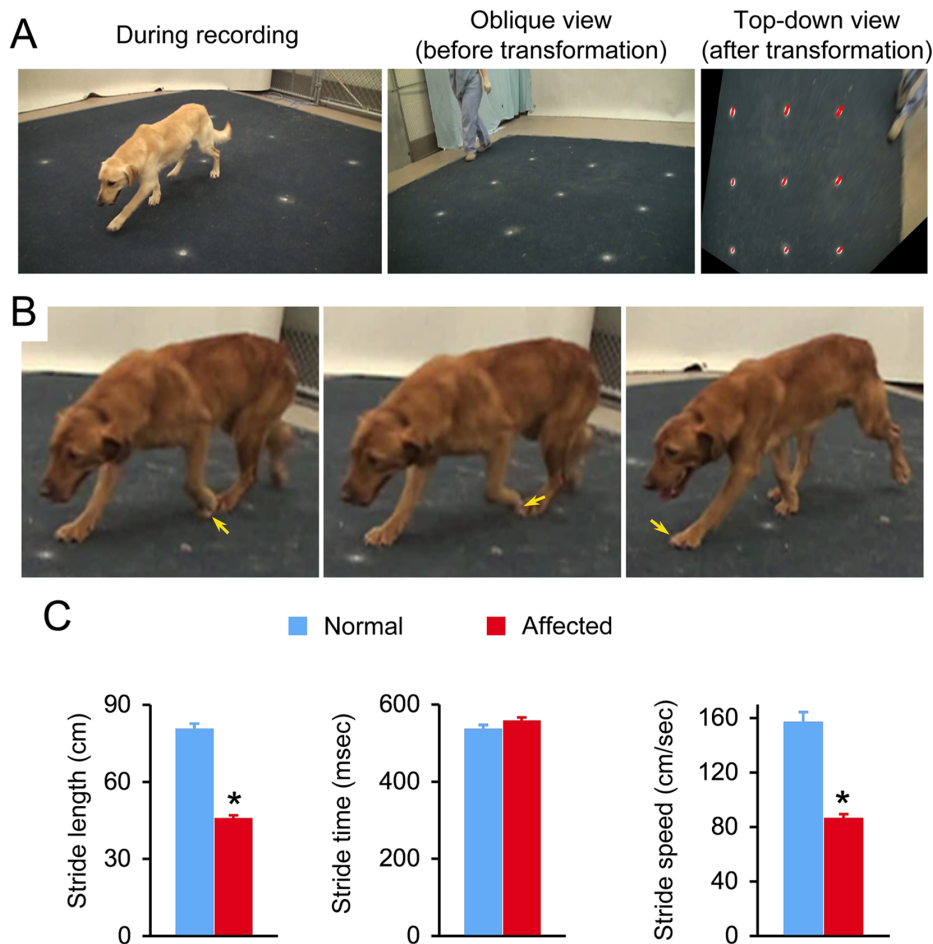 A
During recording
Oblique view
(before transformation)
Top-down view
(after transformation)
B
C
Normal
Affected
Stride length (cm)
90
60
30
0
*
Stride time (msec)
600
400
200
0
Stride speed (cm/sec)
160
120
80
40
0
*